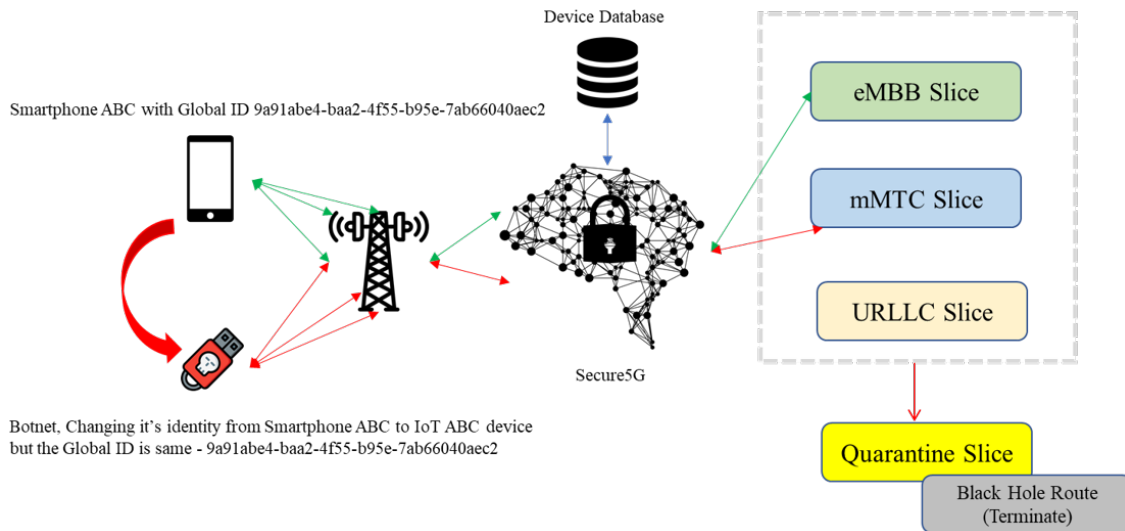 Device Database
Smartphone ABC with Global ID 9a91abe4-baa2-4f55-b95e-7ab66040aec2
eMBB Slice
mMTC Slice
URLLC Slice
Secure5G
Botnet, Changing it's identity from Smartphone ABC to IoT ABC device
but the Global ID is same - 9a91abe4-baa2-4f55-b95e-7ab66040aec2
Quarantine Slice
Black Hole Route
(Terminate)